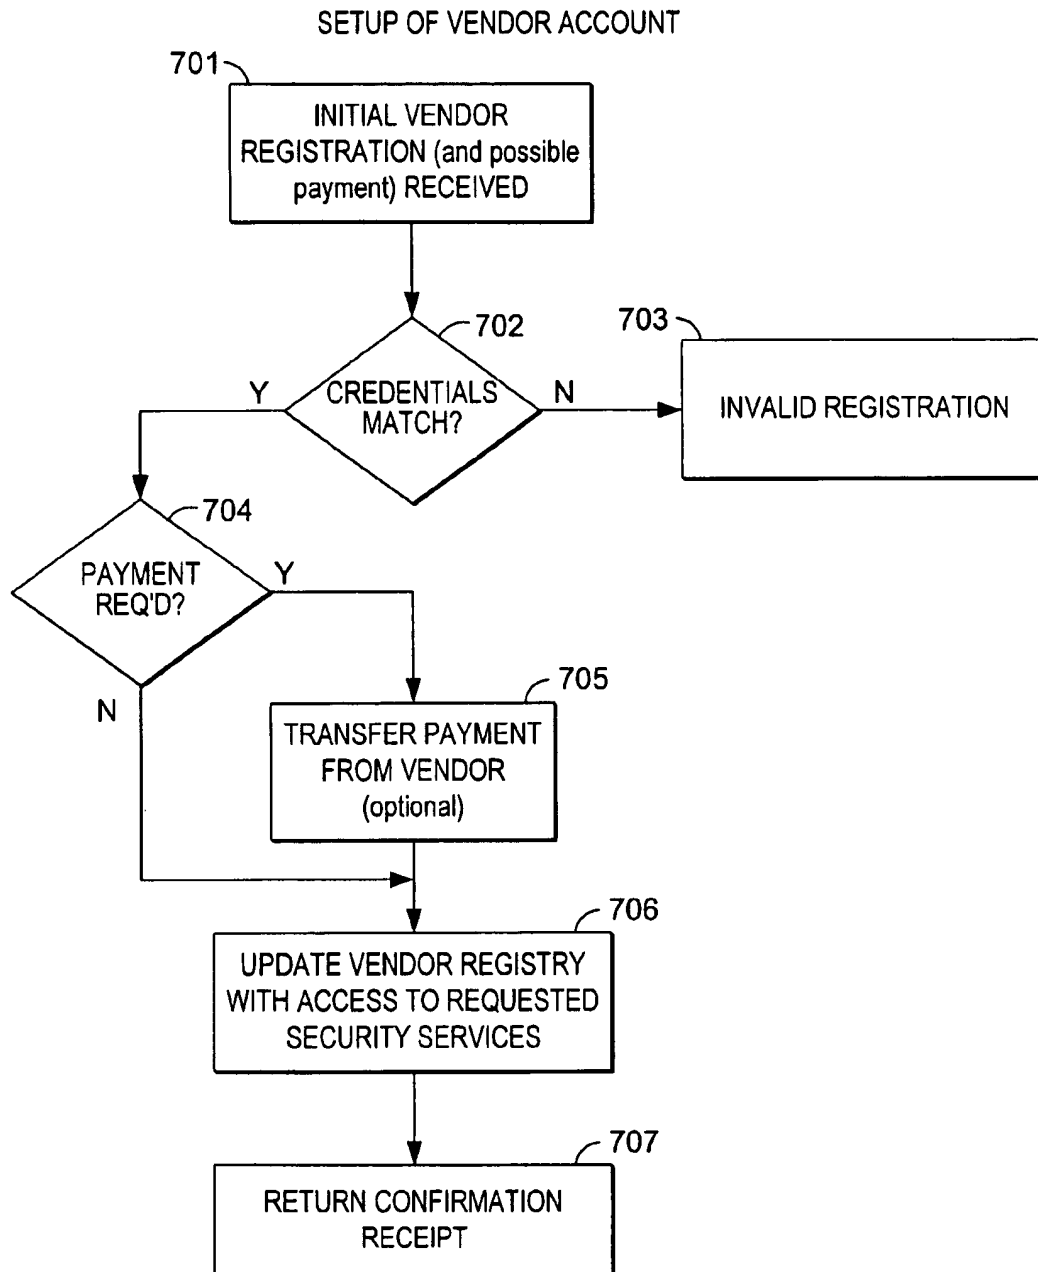 SETUP OF VENDOR ACCOUNT
701
INITIAL VENDOR
REGISTRATION (and possible
payment) RECEIVED
702
703
Y
CREDENTIALS
MATCH?
N
INVALID REGISTRATION
704
PAYMENT
REQ'D?
Y
N
705
TRANSFER PAYMENT
FROM VENDOR
(optional)
706
UPDATE VENDOR REGISTRY
WITH ACCESS TO REQUESTED
SECURITY SERVICES
707
RETURN CONFIRMATION
RECEIPT